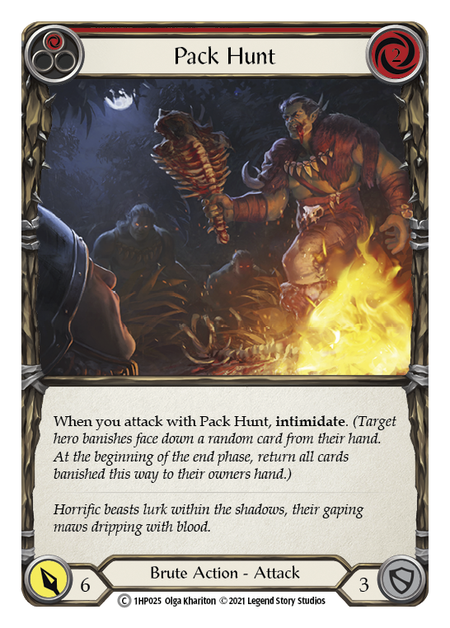 Pack Hunt
2
When you attack with Pack Hunt, intimidate. (Target
hero banishes face down a random card from their hand.
At the beginning of the end phase, return all cards
banished this way to their owners hand.)
Horrific beasts lurk within the shadows, their gaping
maws dripping with blood.
6
Brute Action - Attack
3
C 1HP025 Olga Khariton © 2021 Legend Story Studios